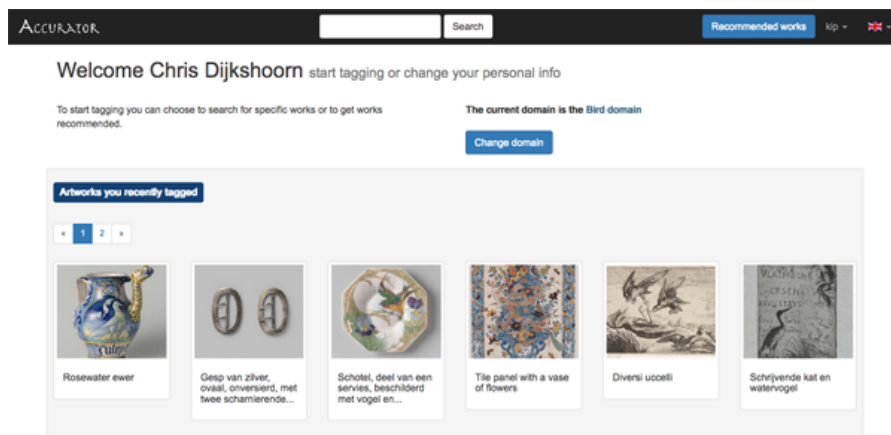 ACCURATOR
Search
Recommended works
kip
Welcome Chris Dijkshoorn start tagging or change your personal info
To start tagging you can choose to search for specific works or to get works
recommended.
The current domain is the Bird domain
Change domain
Artworks you recently tagged
« 1 2 »
Rosewater ewer
Gesp van zilver,
ovaal, onversierd, met
twee scharnierende...
Schotel, deel van een
servies, beschilderd
met vogel en...
Tile panel with a vase
of flowers
Diversi uccelli
Schrijvende kat en
watervogel